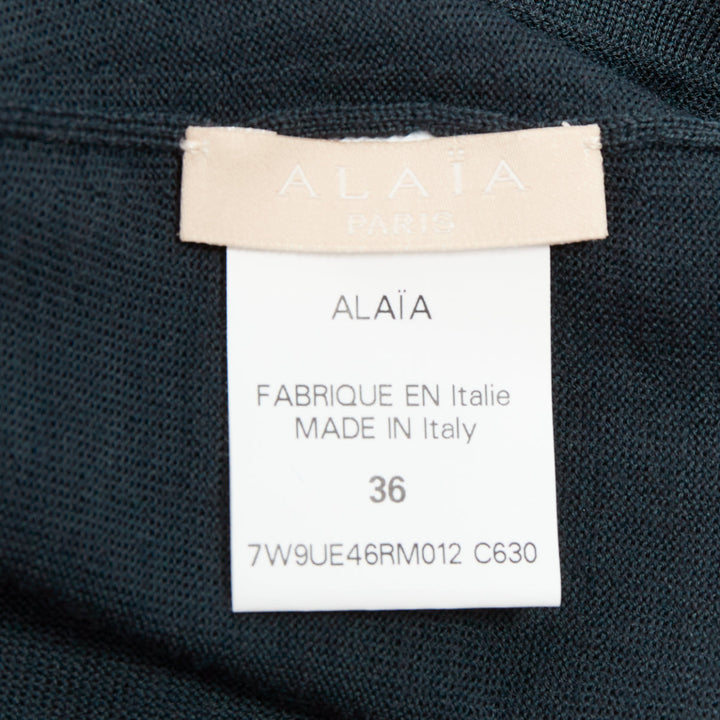 ALAÏA
PARIS
ALAÏA
FABRIQUE EN Italie
MADE IN Italy
36
7W9UE46RM012 C630